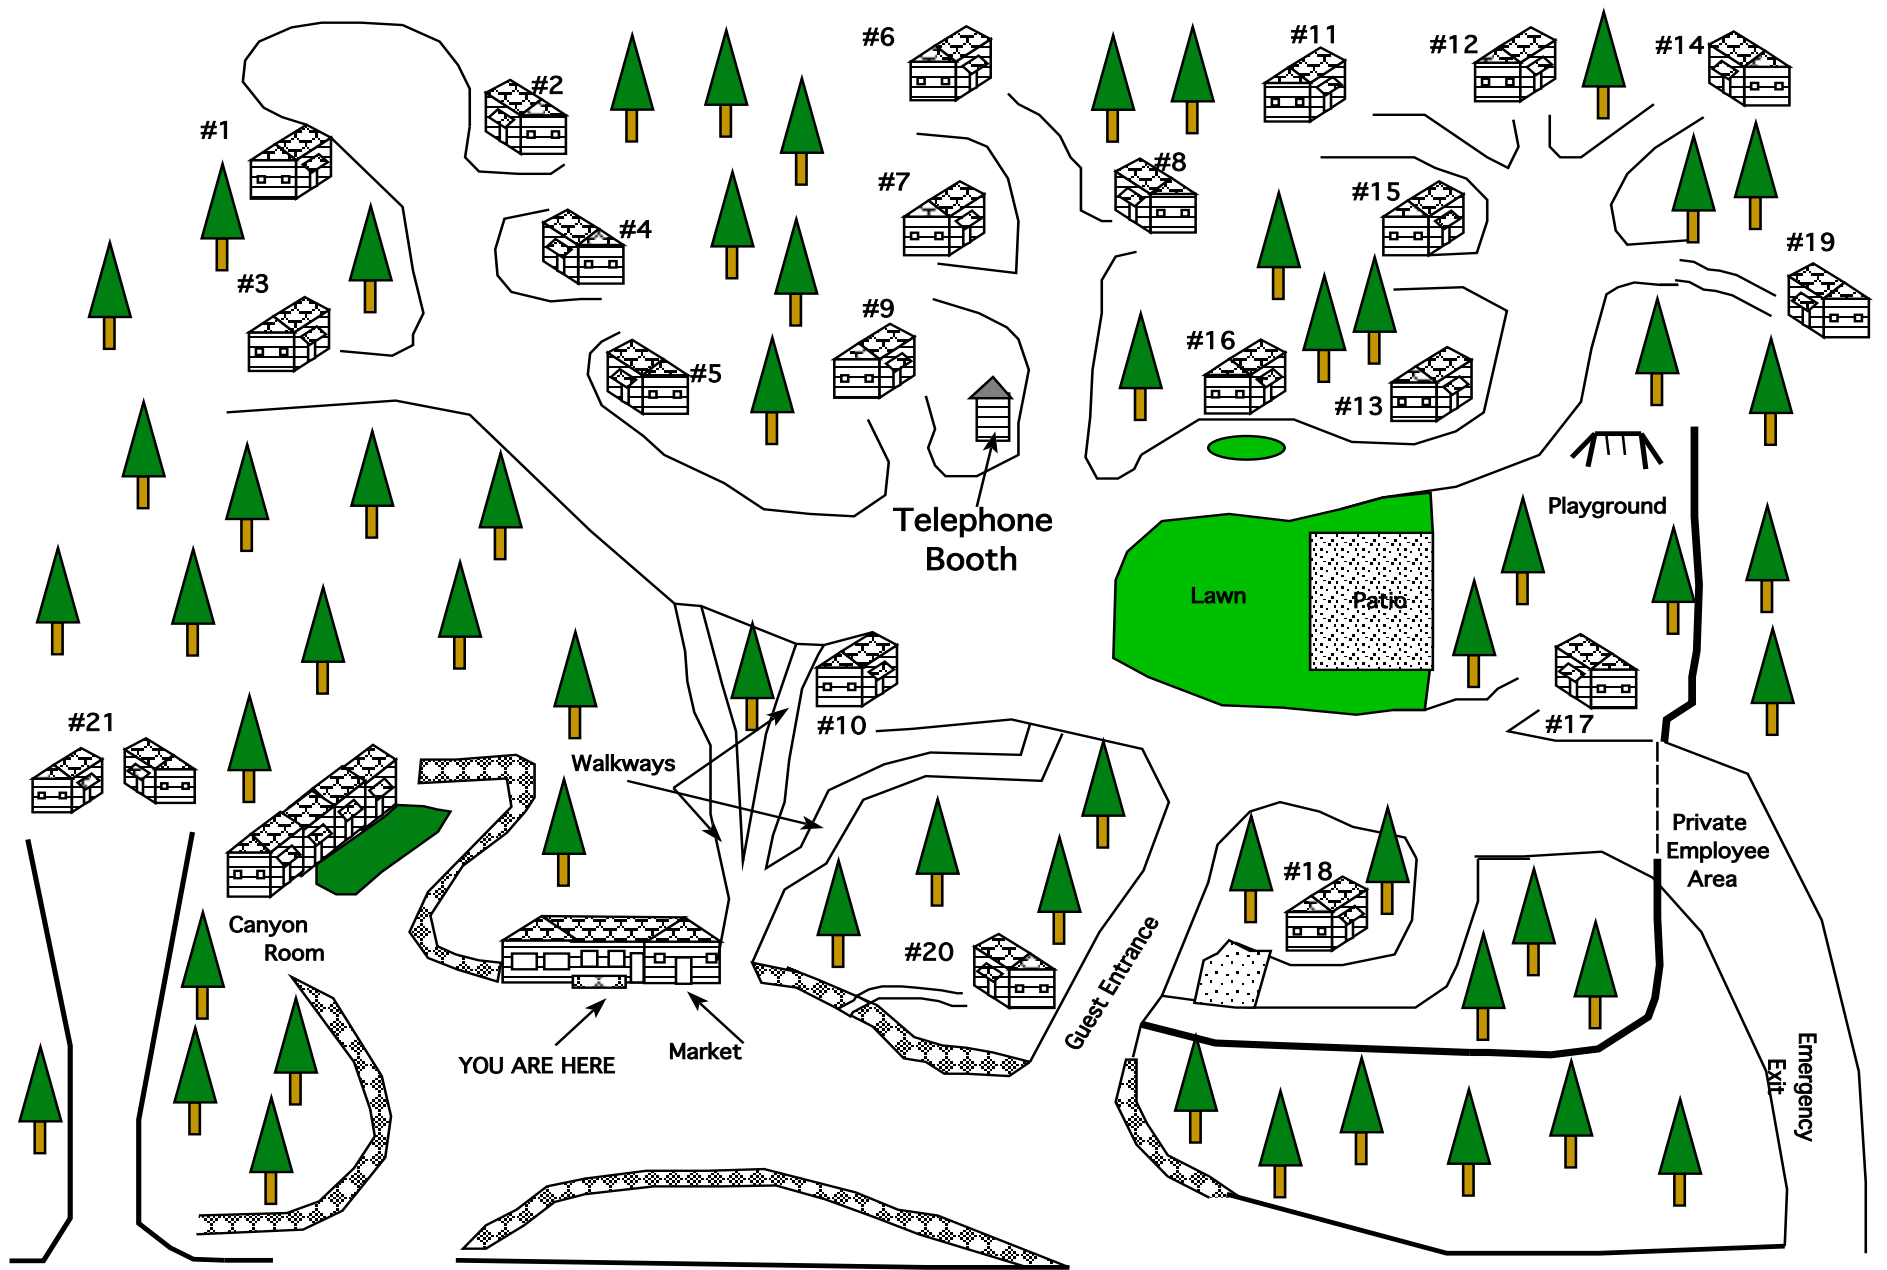 #6
#11
#12
#14
#2
#1
#8
#7
#15
#4
#19
#3
#9
#16
#5
#13
Playground
Telephone
Booth
Lawn
Patio
#21
#10
#17
Walkways
Private
Employee
Area
#18
Canyon
Room
#20
Guest Entrance
YOU ARE HERE
Market
Emergency
Exit